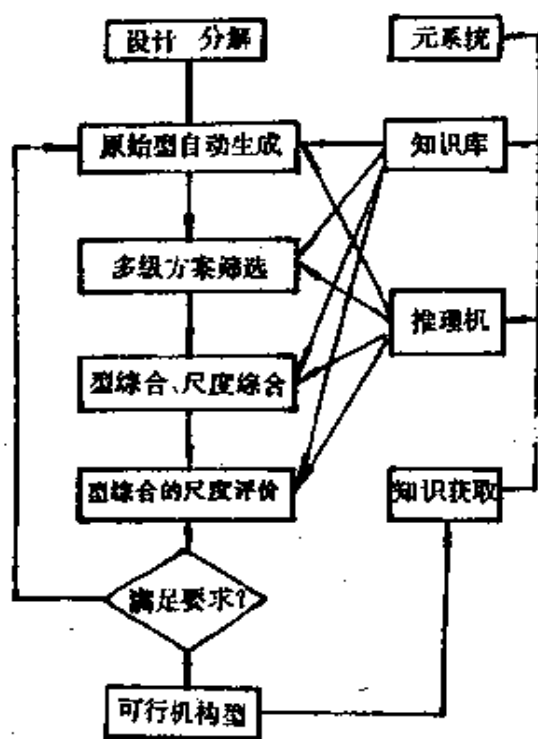 设计 分解
元系统
原始型自动生成
知识库
多级方案筛选
推理机
型综合、尺度综合
型综合的尺度评价
知识获取
满足要求?
可行机构型